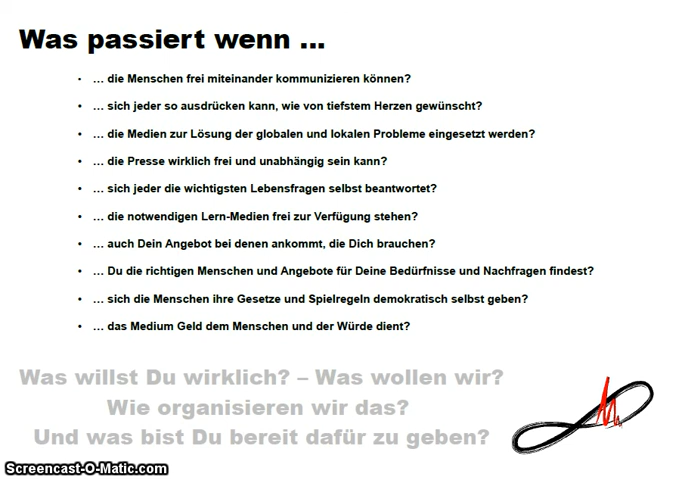 Was passiert wenn ...
• ... die Menschen frei miteinander kommunizieren können?
• ... sich jeder so ausdrücken kann, wie von tiefstem Herzen gewünscht?
• ... die Medien zur Lösung der globalen und lokalen Probleme eingesetzt werden?
• ... die Presse wirklich frei und unabhängig sein kann?
• ... sich jeder die wichtigsten Lebensfragen selbst beantwortet?
• ... die notwendigen Lern-Medien frei zur Verfügung stehen?
• ... auch Dein Angebot bei denen ankommt, die Dich brauchen?
• ... Du die richtigen Menschen und Angebote für Deine Bedürfnisse und Nachfragen findest?
• ... sich die Menschen ihre Gesetze und Spielregeln demokratisch selbst geben?
• ... das Medium Geld dem Menschen und der Würde dient?
Was willst Du wirklich? – Was wollen wir?
Wie organisieren wir das?
Und was bist Du bereit dafür zu geben?
Screencast-O-Matic.com